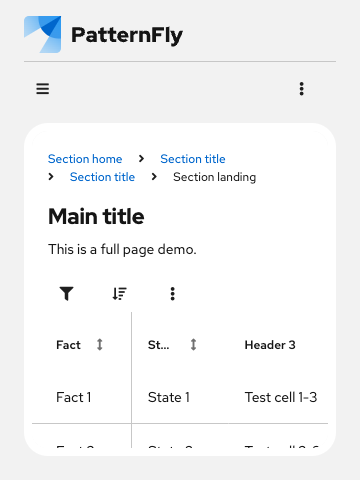 PatternFly
Section home Section title
Section title Section landing
Main title
This is a full page demo.
Fact St... Header 3
Fact 1 State 1 Test cell 1-3